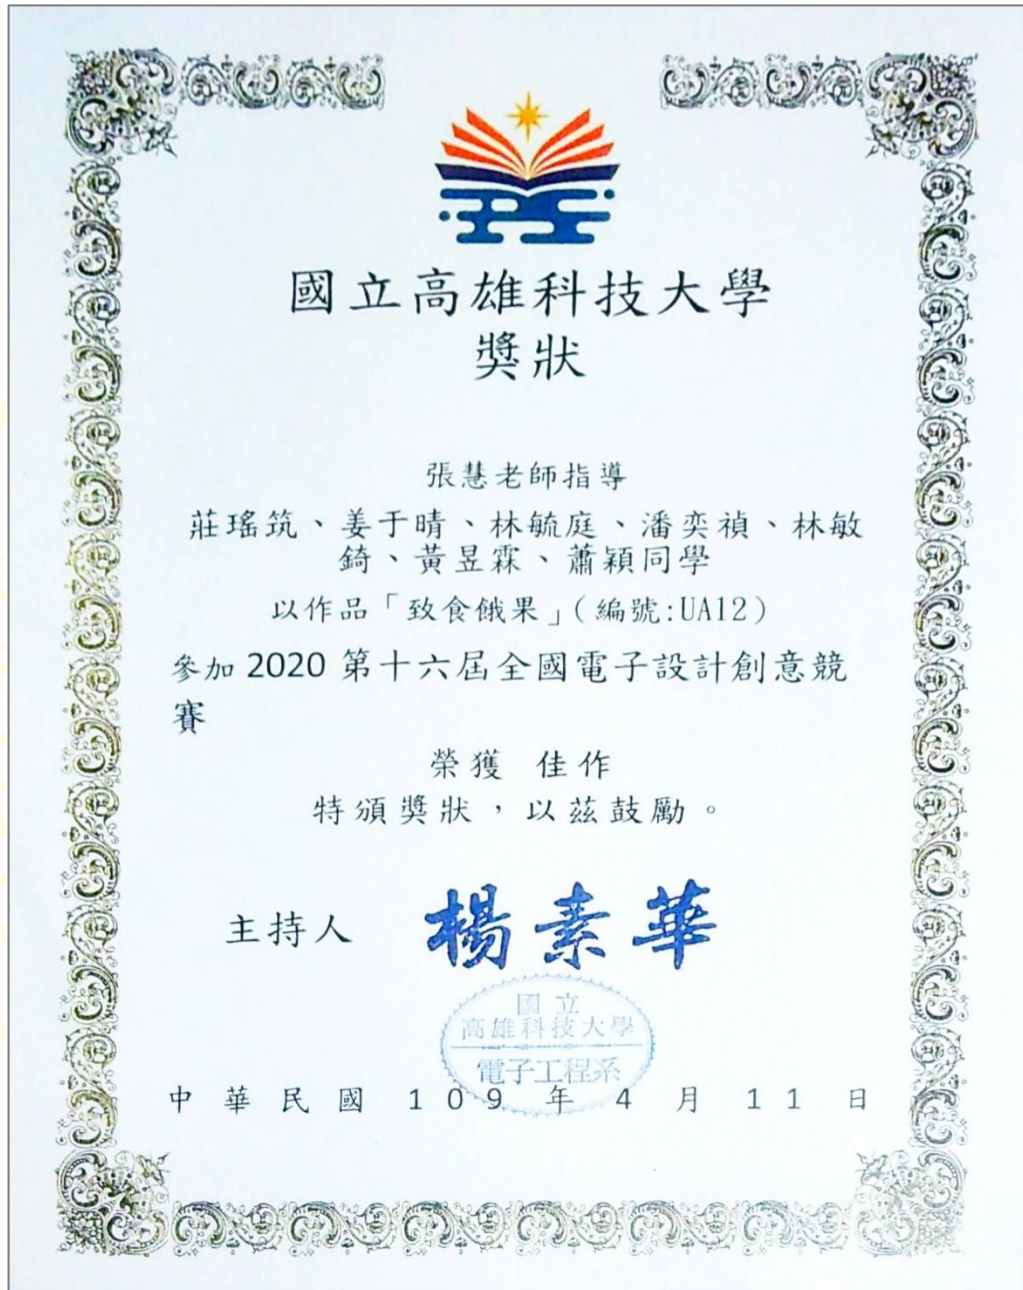 國立高雄科技大學
獎狀
張慧老師指導
莊瑤筑、姜于晴、林毓庭、潘奕禎、林敏
錡、黃昱霖、蕭穎同學
以作品「致食餓果」(編號:UA12)
參加 2020 第十六屆全國電子設計創意競
賽
榮獲 佳作
特頒獎狀,以茲鼓勵。
主持人 楊素華
國立
高雄科技大學
電子工程系
中華民國 109 年 4 月 11 日